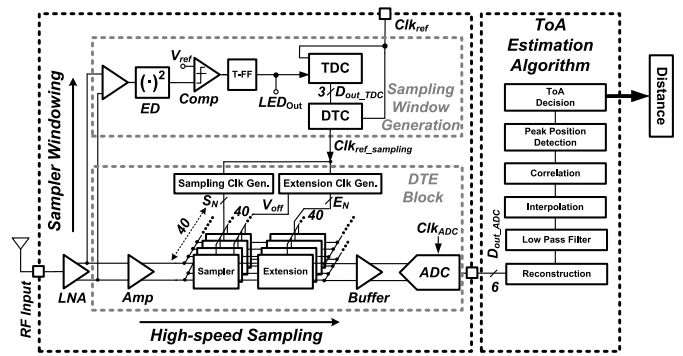 Clk_ref
ToA
Estimation
Algorithm
Sampler Windowing
V_ref
(·)²
ED
Comp
T-FF
LED_Out
TDC
3
D_out_TDC
DTC
Sampling
Window
Generation
Clk_ref_sampling
ToA
Decision
Distance
Peak Position
Detection
Correlation
Interpolation
Low Pass Filter
Reconstruction
Sampling Clk Gen.
Extension Clk Gen.
DTE
Block
S_N
V_off
E_N
40
40
40
Clk_ADC
Sampler
Extension
RF Input
LNA
Amp
Buffer
ADC
D_out_ADC
6
High-speed Sampling